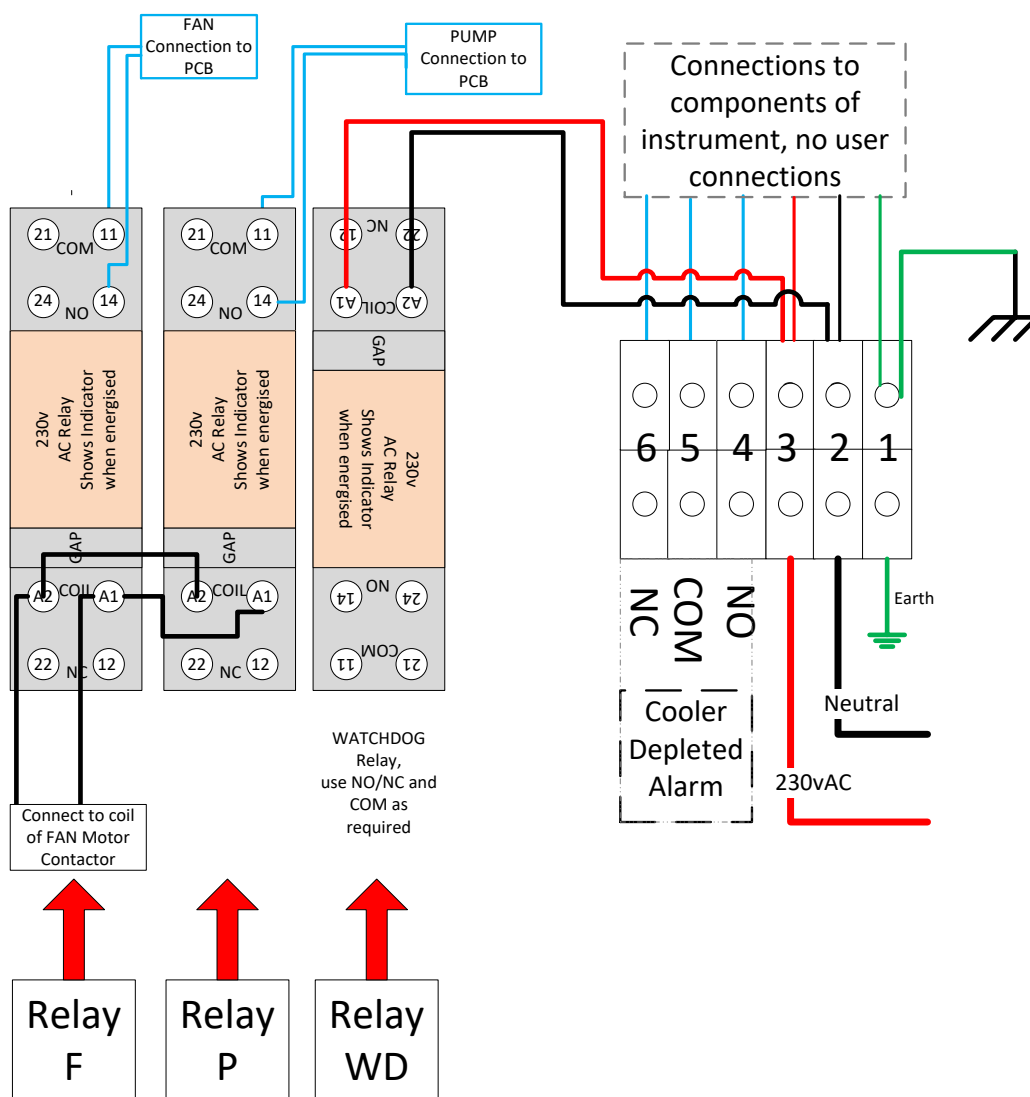 FAN
Connection to
PCB
PUMP
Connection to
PCB
Connections to
components of
instrument, no user
connections
21
11
COM
24
14
NO
230v
AC Relay
Shows Indicator
when energised
GAP
A2
COIL
A1
22
NC
12
21
11
COM
24
14
NO
230v
AC Relay
Shows Indicator
when energised
GAP
A2
COIL
A1
22
NC
12
12
NC
22
A1
COIL
A2
GAP
230v
AC Relay
Shows Indicator
when energised
14
NO
24
11
COM
21
6
5
4
3
2
1
NC
COM
NO
Earth
Neutral
230vAC
Cooler
Depleted
Alarm
WATCHDOG
Relay,
use NO/NC and
COM as
required
Connect to coil
of FAN Motor
Contactor
Relay
F
Relay
P
Relay
WD